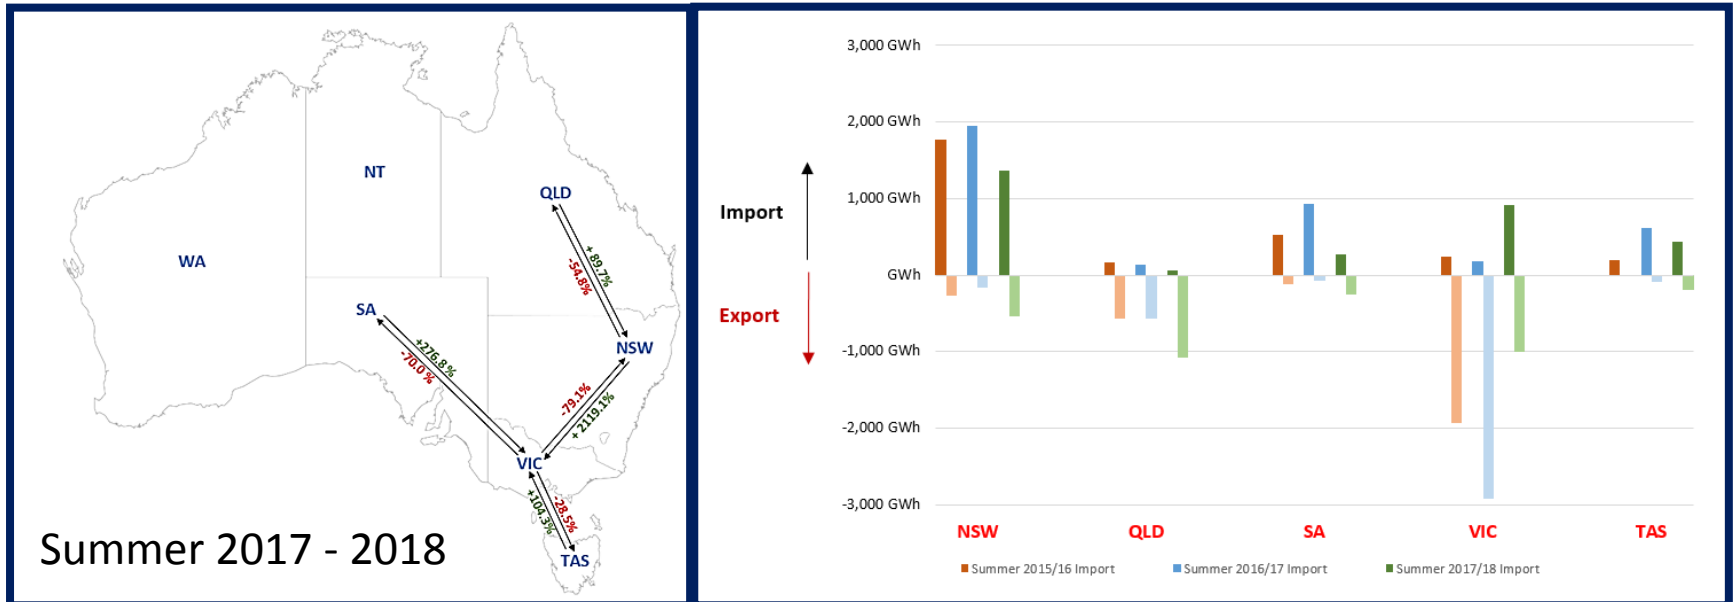 NT
QLD
WA
+ 89.7%
-54.8%
SA
NSW
+276.8%
-70.0 %
-79.1%
+ 2119.1%
VIC
+104.3%
-28.5%
TAS
Summer 2017 - 2018
3,000 GWh
2,000 GWh
1,000 GWh
GWh
-1,000 GWh
-2,000 GWh
-3,000 GWh
Import
Export
NSW QLD SA VIC TAS
Summer 2015/16 Import Summer 2016/17 Import Summer 2017/18 Import